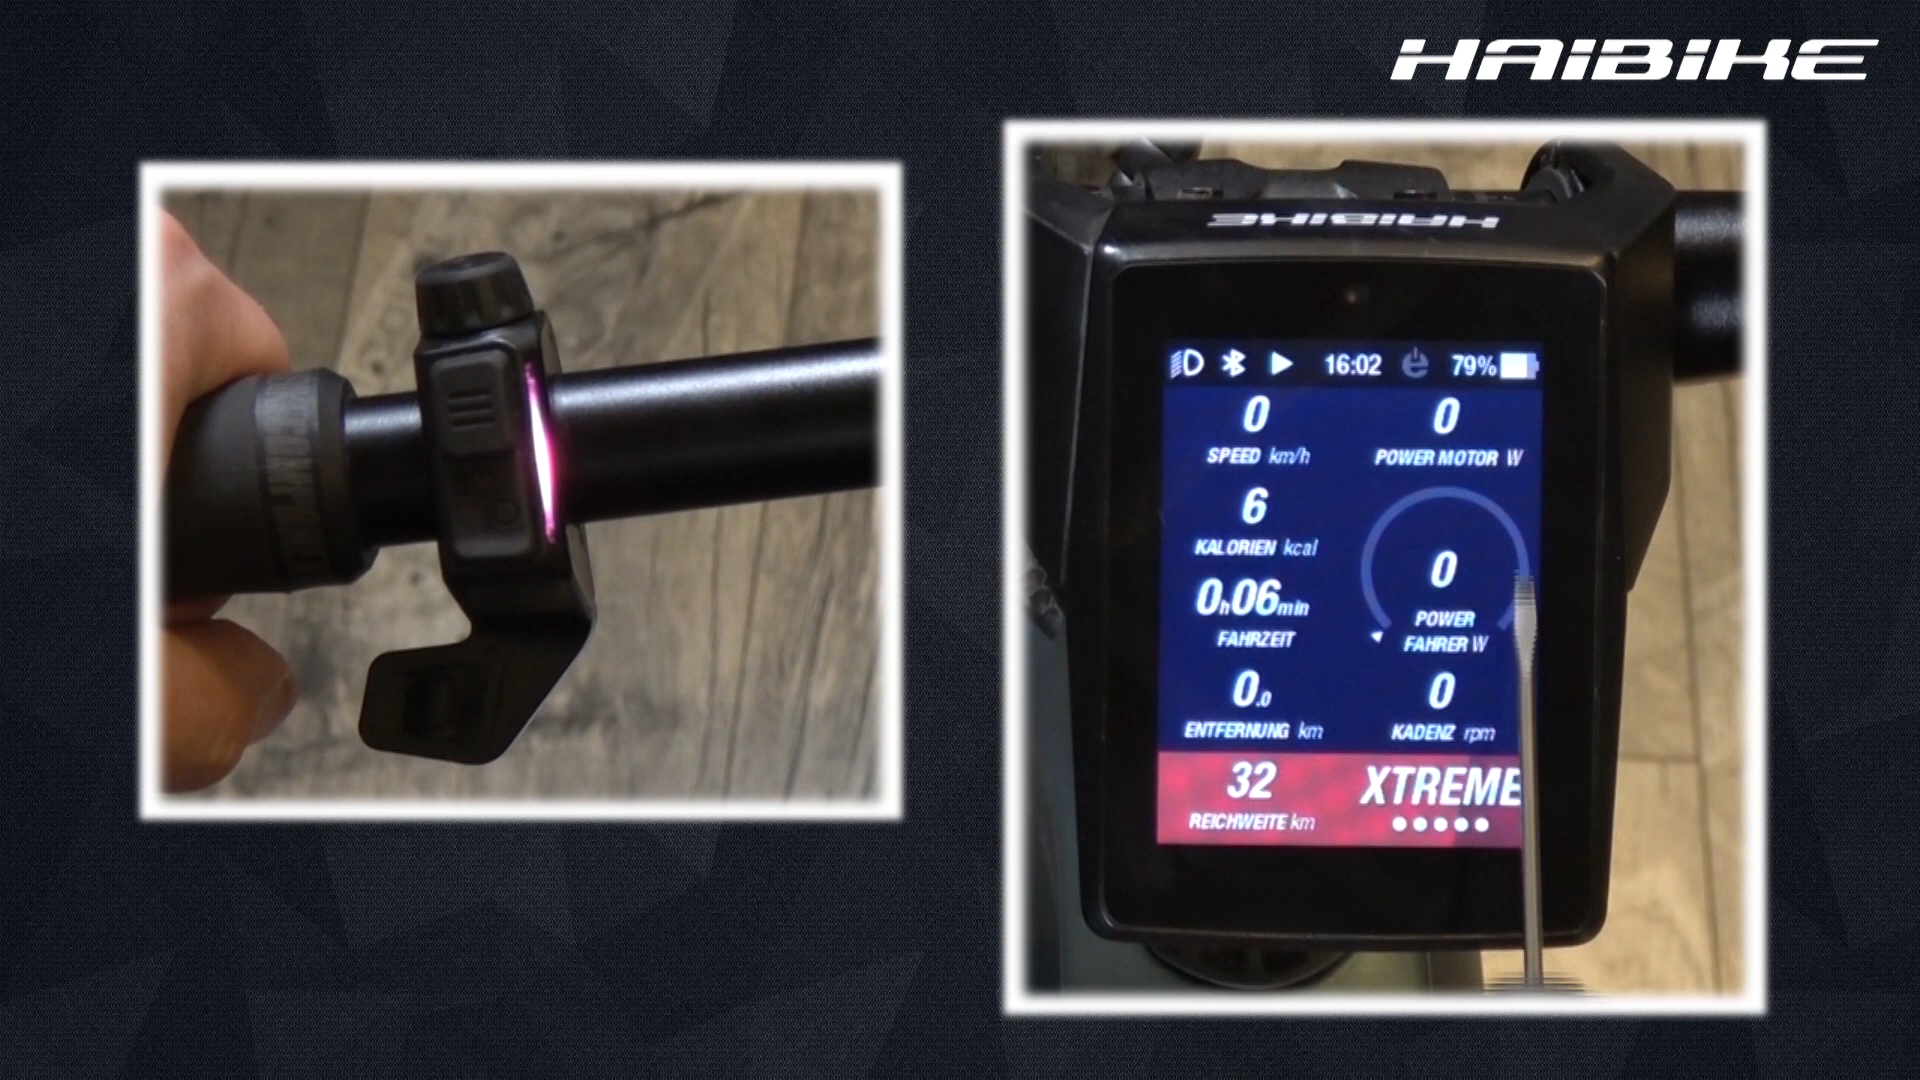 HAIBIKE
HAIBIKE
16:02 79%
0 0
SPEED km/h POWER MOTOR W
6
KALORIEN kcal
0
0h06min
POWER
FAHRZEIT
FAHRER W
0.0 0
ENTFERNUNG km KADENZ rpm
32 XTREME
REICHWEITE km